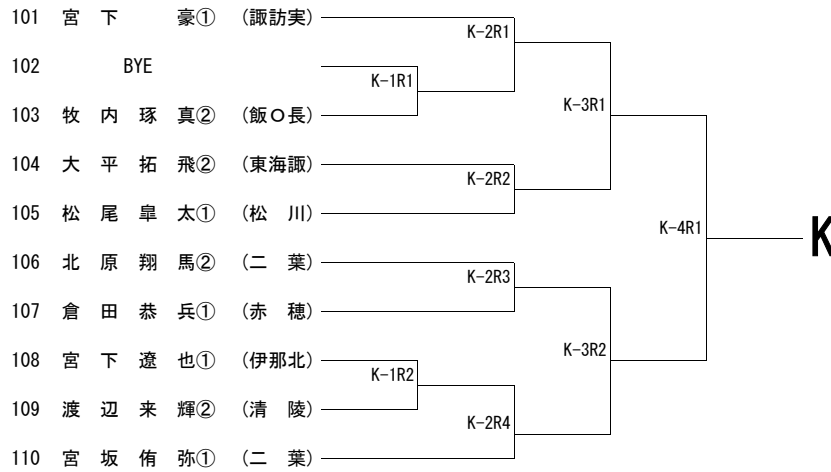 101 宮 下 豪① (諏訪実)
K-2R1
102 BYE
K-1R1
103 牧 内 琢 真② (飯O長)
K-3R1
104 大 平 拓 飛② (東海諏)
K-2R2
105 松 尾 皐 太① (松 川)
K-4R1
K
106 北 原 翔 馬② (二 葉)
K-2R3
107 倉 田 恭 兵① (赤 穂)
K-3R2
108 宮 下 遼 也① (伊那北)
K-1R2
109 渡 辺 来 輝② (清 陵)
K-2R4
110 宮 坂 侑 弥① (二 葉)